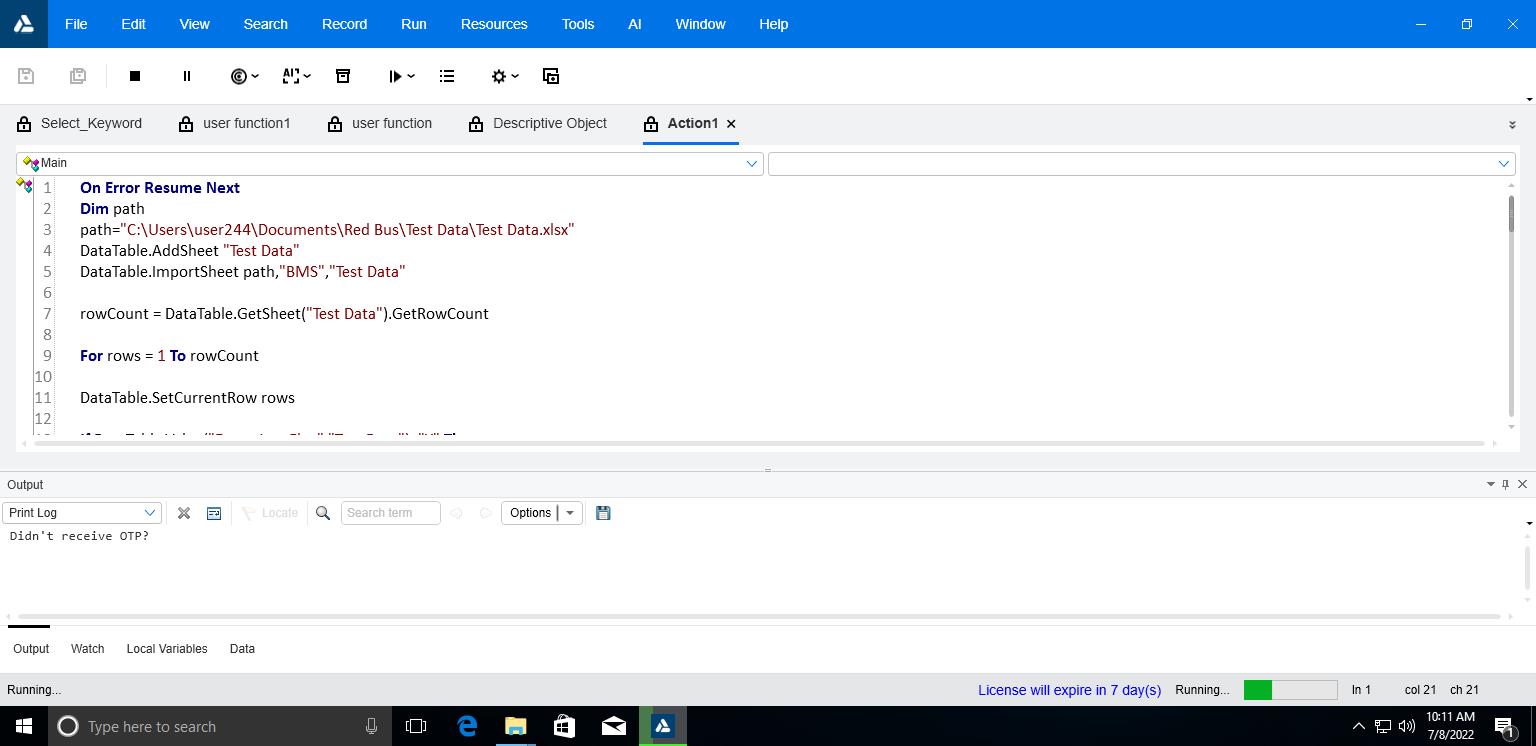 File Edit View Search Record Run Resources Tools AI Window Help
Select_Keyword user function1 user function Descriptive Object Action1
Main
1 On Error Resume Next
2 Dim path
3 path="C:\Users\user244\Documents\Red Bus\Test Data\Test Data.xlsx"
4 DataTable.AddSheet "Test Data"
5 DataTable.ImportSheet path,"BMS","Test Data"
6
7 rowCount = DataTable.GetSheet("Test Data").GetRowCount
8
9 For rows = 1 To rowCount
10
11 DataTable.SetCurrentRow rows
12
Output
Print Log Locate Search term Options
Didn't receive OTP?
Output Watch Local Variables Data
Running... License will expire in 7 day(s) Running... ln 1 col 21 ch 21
Type here to search
10:11 AM
7/8/2022
1